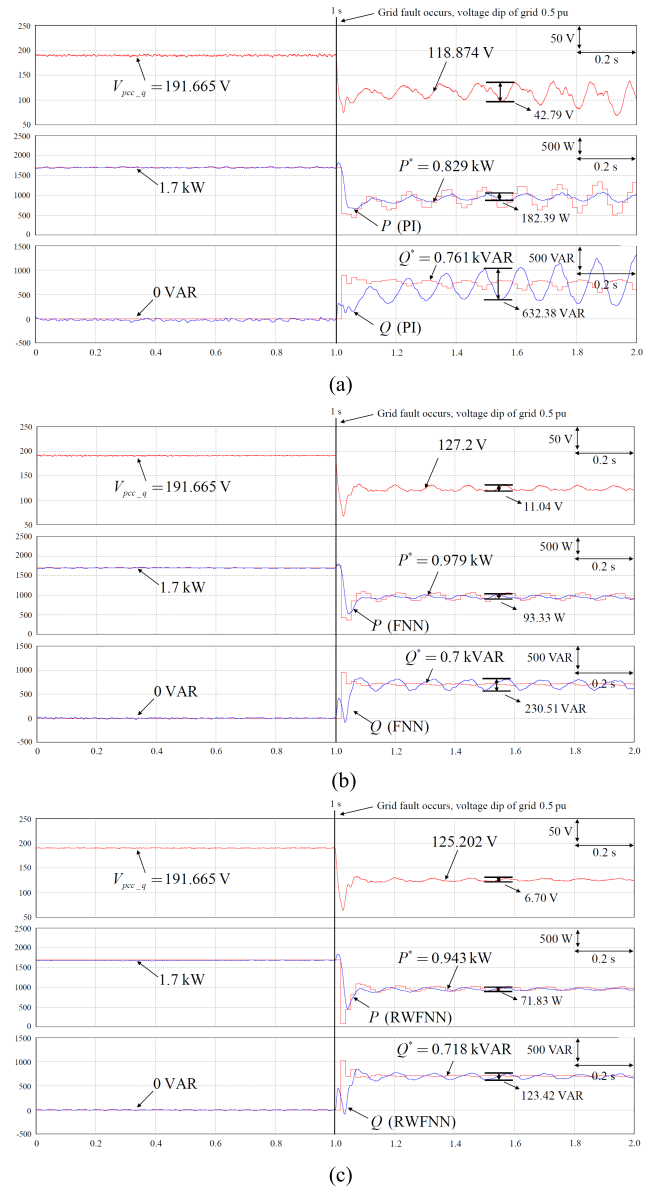 1 s
Grid fault occurs, voltage dip of grid 0.5 pu
250
200
150
100
50
V_pcc_q = 191.665 V
118.874 V
50 V
0.2 s
42.79 V
2500
2000
1500
1000
500
0
1.7 kW
P* = 0.829 kW
P (PI)
500 W
0.2 s
182.39 W
1500
1000
500
0
-500
0 VAR
Q* = 0.761 kVAR
Q (PI)
500 VAR
0.2 s
632.38 VAR
0 0.2 0.4 0.6 0.8 1.0 1.2 1.4 1.6 1.8 2.0
(a)
1 s
Grid fault occurs, voltage dip of grid 0.5 pu
250
200
150
100
50
V_pcc_q = 191.665 V
127.2 V
50 V
0.2 s
11.04 V
2500
2000
1500
1000
500
0
1.7 kW
P* = 0.979 kW
P (FNN)
500 W
0.2 s
93.33 W
1500
1000
500
0
-500
0 VAR
Q* = 0.7 kVAR
Q (FNN)
500 VAR
0.2 s
230.51 VAR
0 0.2 0.4 0.6 0.8 1.0 1.2 1.4 1.6 1.8 2.0
(b)
1 s
Grid fault occurs, voltage dip of grid 0.5 pu
250
200
150
100
50
V_pcc_q = 191.665 V
125.202 V
50 V
0.2 s
6.70 V
2500
2000
1500
1000
500
0
1.7 kW
P* = 0.943 kW
P (RWFNN)
500 W
0.2 s
71.83 W
1500
1000
500
0
-500
0 VAR
Q* = 0.718 kVAR
Q (RWFNN)
500 VAR
0.2 s
123.42 VAR
0 0.2 0.4 0.6 0.8 1.0 1.2 1.4 1.6 1.8 2.0
(c)